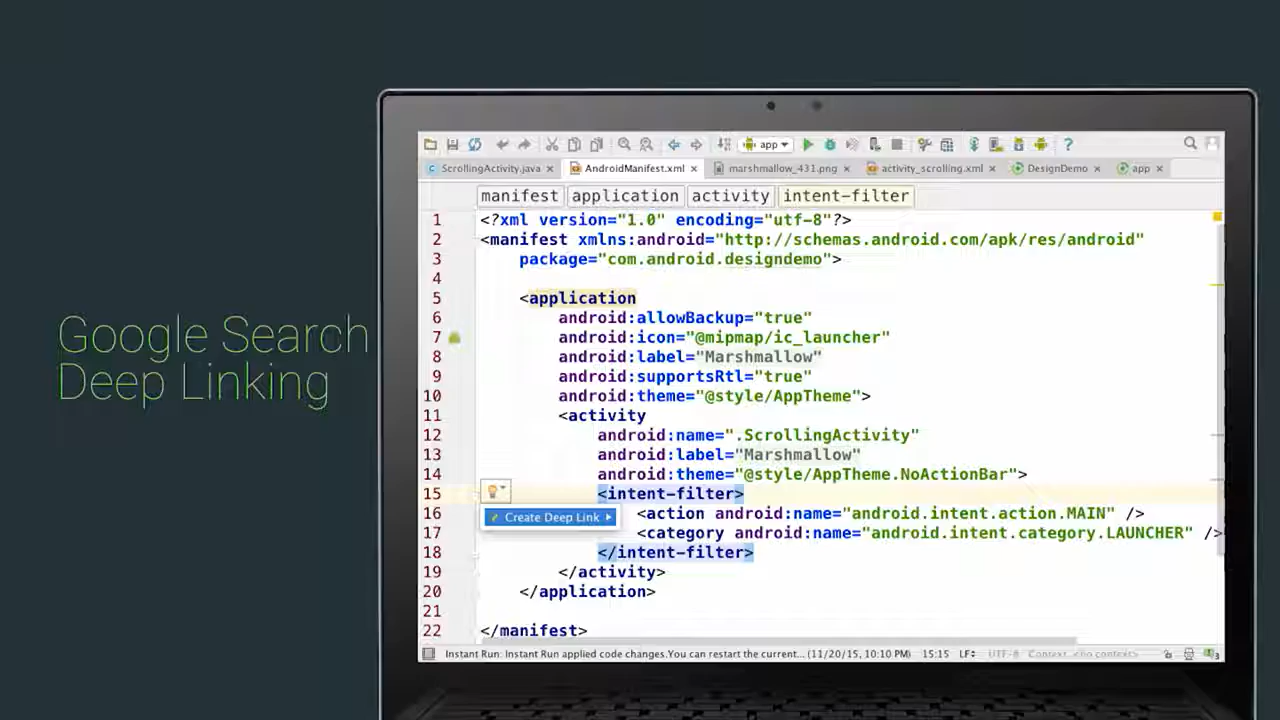 Google Search
Deep Linking
app
ScrollingActivity.java
AndroidManifest.xml
marshmallow_431.png
activity_scrolling.xml
DesignDemo
app
manifest
application
activity
intent-filter
1 <?xml version="1.0" encoding="utf-8"?>
2 <manifest xmlns:android="http://schemas.android.com/apk/res/android"
3 package="com.android.designdemo">
4
5 <application
6 android:allowBackup="true"
7 android:icon="@mipmap/ic_launcher"
8 android:label="Marshmallow"
9 android:supportsRtl="true"
10 android:theme="@style/AppTheme">
11 <activity
12 android:name=".ScrollingActivity"
13 android:label="Marshmallow"
14 android:theme="@style/AppTheme.NoActionBar">
15 <intent-filter>
Create Deep Link
16 <action android:name="android.intent.action.MAIN" />
17 <category android:name="android.intent.category.LAUNCHER" />
18 </intent-filter>
19 </activity>
20 </application>
21
22 </manifest>
Instant Run: Instant Run applied code changes.You can restart the current... (11/20/15, 10:10 PM) 15:15 LF÷ UTF-8 Context: <no context>